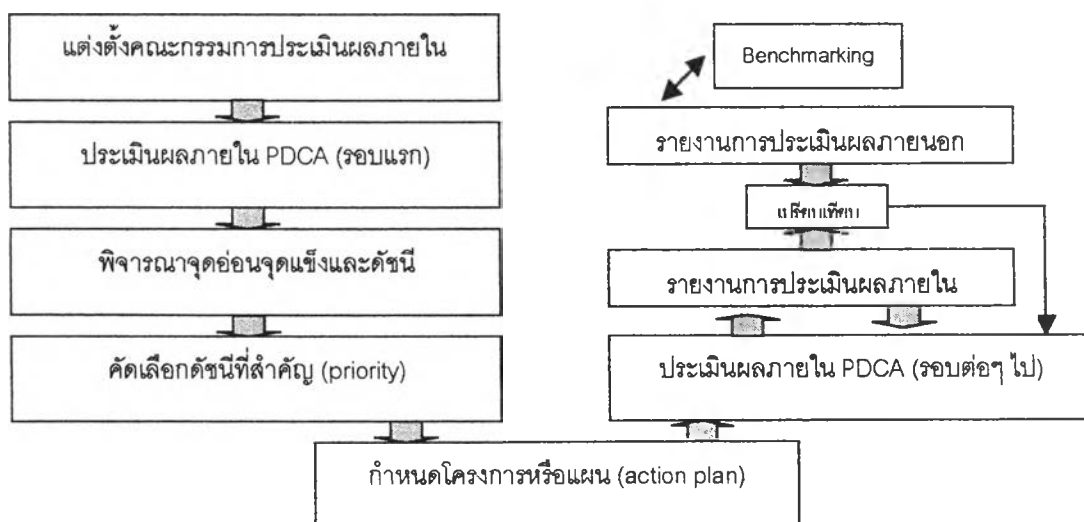 แต่งตั้งคณะกรรมการประเมินผลภายใน
ประเมินผลภายใน PDCA (รอบแรก)
พิจารณาจุดอ่อนจุดแข็งและดัชนี
คัดเลือกดัชนีที่สำคัญ (priority)
กำหนดโครงการหรือแผน (action plan)
Benchmarking
รายงานการประเมินผลภายนอก
เปรียบเทียบ
รายงานการประเมินผลภายใน
ประเมินผลภายใน PDCA (รอบต่อๆ ไป)